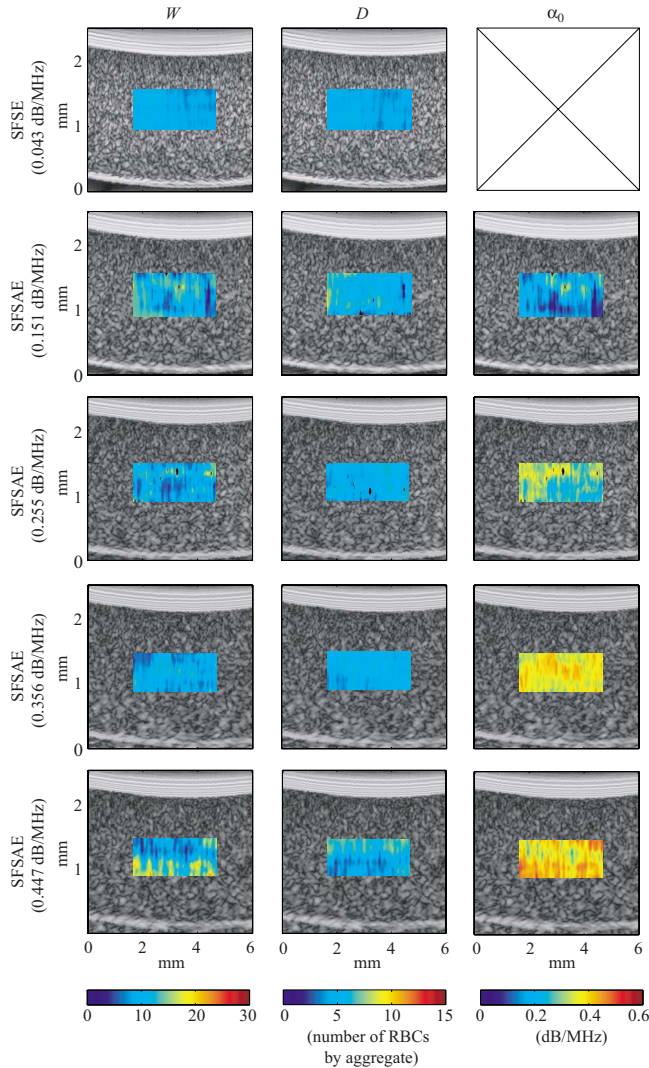 W D α0
SFSE
(0.043 dB/MHz)
mm
2
1
0
SFSAE
(0.151 dB/MHz)
mm
2
1
0
SFSAE
(0.255 dB/MHz)
mm
2
1
0
SFSAE
(0.356 dB/MHz)
mm
2
1
0
SFSAE
(0.447 dB/MHz)
mm
2
1
0 2 4 6 0 2 4 6 0 2 4 6
mm mm mm
0 10 20 30 0 5 10 15 0 0.2 0.4 0.6
(number of RBCs
by aggregate)
(dB/MHz)